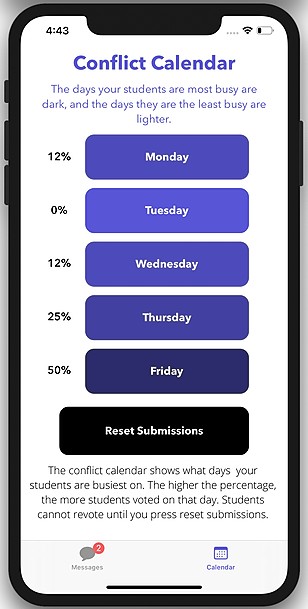 4:43
Conflict Calendar
The days your students are most busy are
dark, and the days they are the least busy are
lighter.
12% Monday
0% Tuesday
12% Wednesday
25% Thursday
50% Friday
Reset Submissions
The conflict calendar shows what days your
students are busiest on. The higher the percentage,
the more students voted on that day. Students
cannot revote until you press reset submissions.
2
Messages Calendar